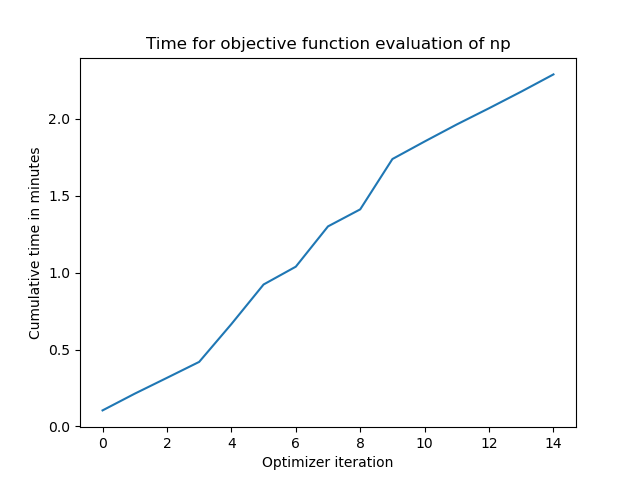 Time for objective function evaluation of np
Cumulative time in minutes
2.0
1.5
1.0
0.5
0.0
0 2 4 6 8 10 12 14
Optimizer iteration